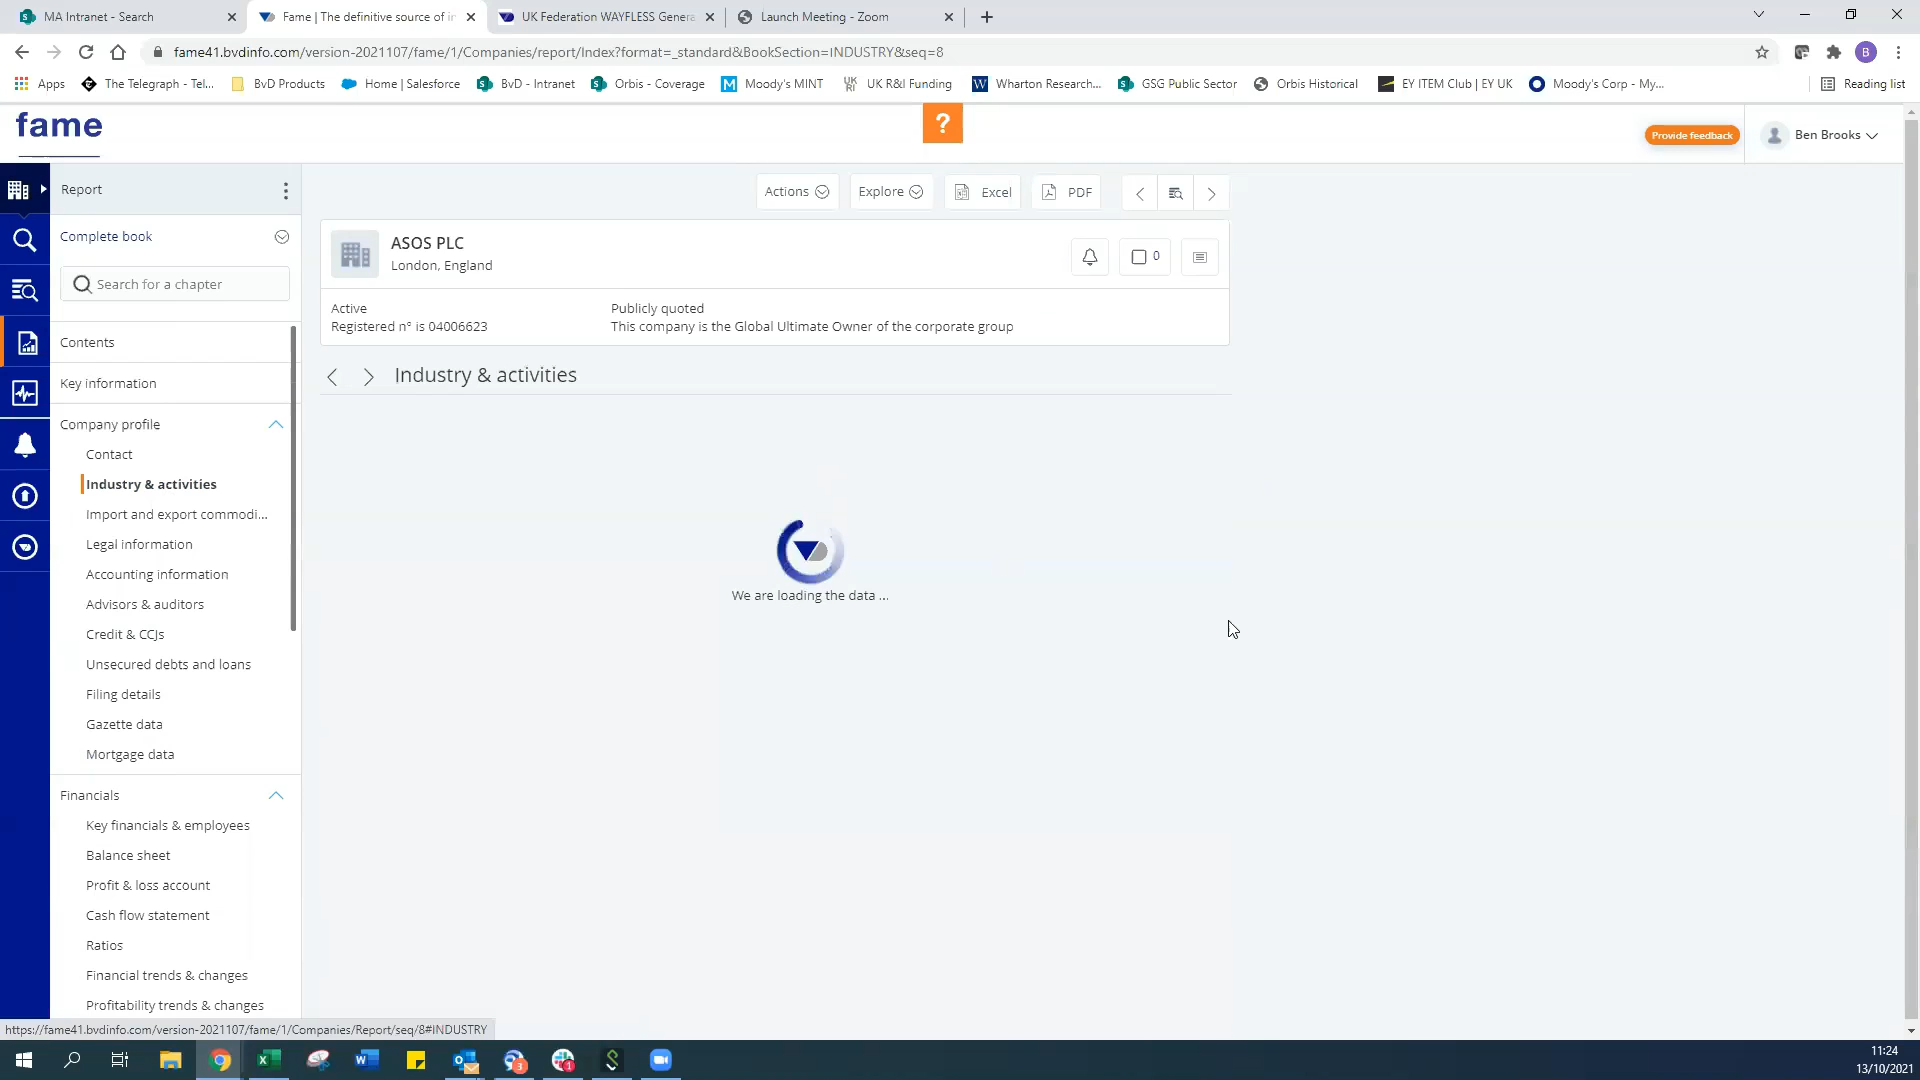 MA Intranet - Search
Fame | The definitive source of in
UK Federation WAYFLESS Genera
Launch Meeting - Zoom
fame41.bvdinfo.com/version-2021107/fame/1/Companies/report/Index?format=_standard&BookSection=INDUSTRY&seq=8
B
Apps
The Telegraph - Tel...
BvD Products
Home | Salesforce
BvD - Intranet
Orbis - Coverage
Moody's MINT
UK R&I Funding
Wharton Research...
GSG Public Sector
Orbis Historical
EY ITEM Club | EY UK
Moody's Corp - My...
Reading list
fame
?
Provide feedback
Ben Brooks
Report
Actions
Explore
Excel
PDF
Complete book
Search for a chapter
ASOS PLC
London, England
0
Active
Registered n° is 04006623
Publicly quoted
This company is the Global Ultimate Owner of the corporate group
Industry & activities
We are loading the data ...
Contents
Key information
Company profile
Contact
Industry & activities
Import and export commodi...
Legal information
Accounting information
Advisors & auditors
Credit & CCJs
Unsecured debts and loans
Filing details
Gazette data
Mortgage data
Financials
Key financials & employees
Balance sheet
Profit & loss account
Cash flow statement
Ratios
Financial trends & changes
Profitability trends & changes
https://fame41.bvdinfo.com/version-2021107/fame/1/Companies/Report/seq/8#INDUSTRY
11:24
13/10/2021